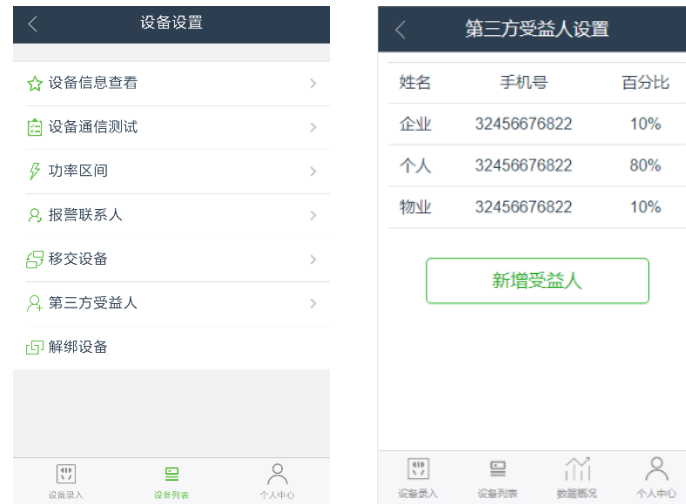 设备设置
设备信息查看
设备通信测试
功率区间
报警联系人
移交设备
第三方受益人
解绑设备
设备录入 设备列表 个人中心
第三方受益人设置
姓名 手机号 百分比
企业 32456676822 10%
个人 32456676822 80%
物业 32456676822 10%
新增受益人
设备录入 设备列表 数据概况 个人中心